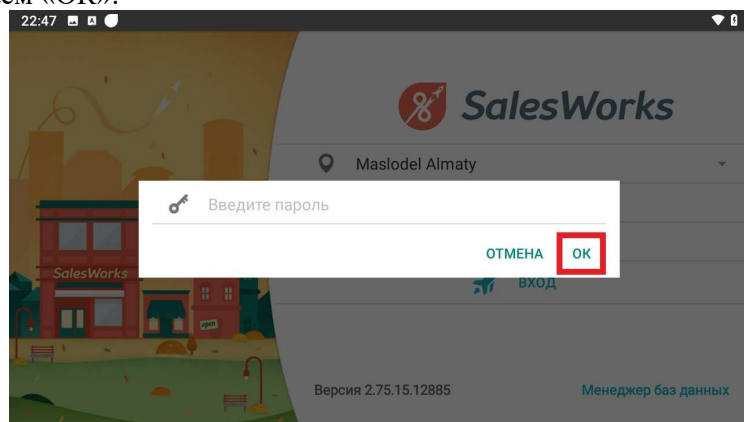 22:47
SalesWorks
Maslodel Almaty
Введите пароль
ОТМЕНА ОК
SalesWorks
ВХОД
open
Версия 2.75.15.12885
Менеджер баз данных